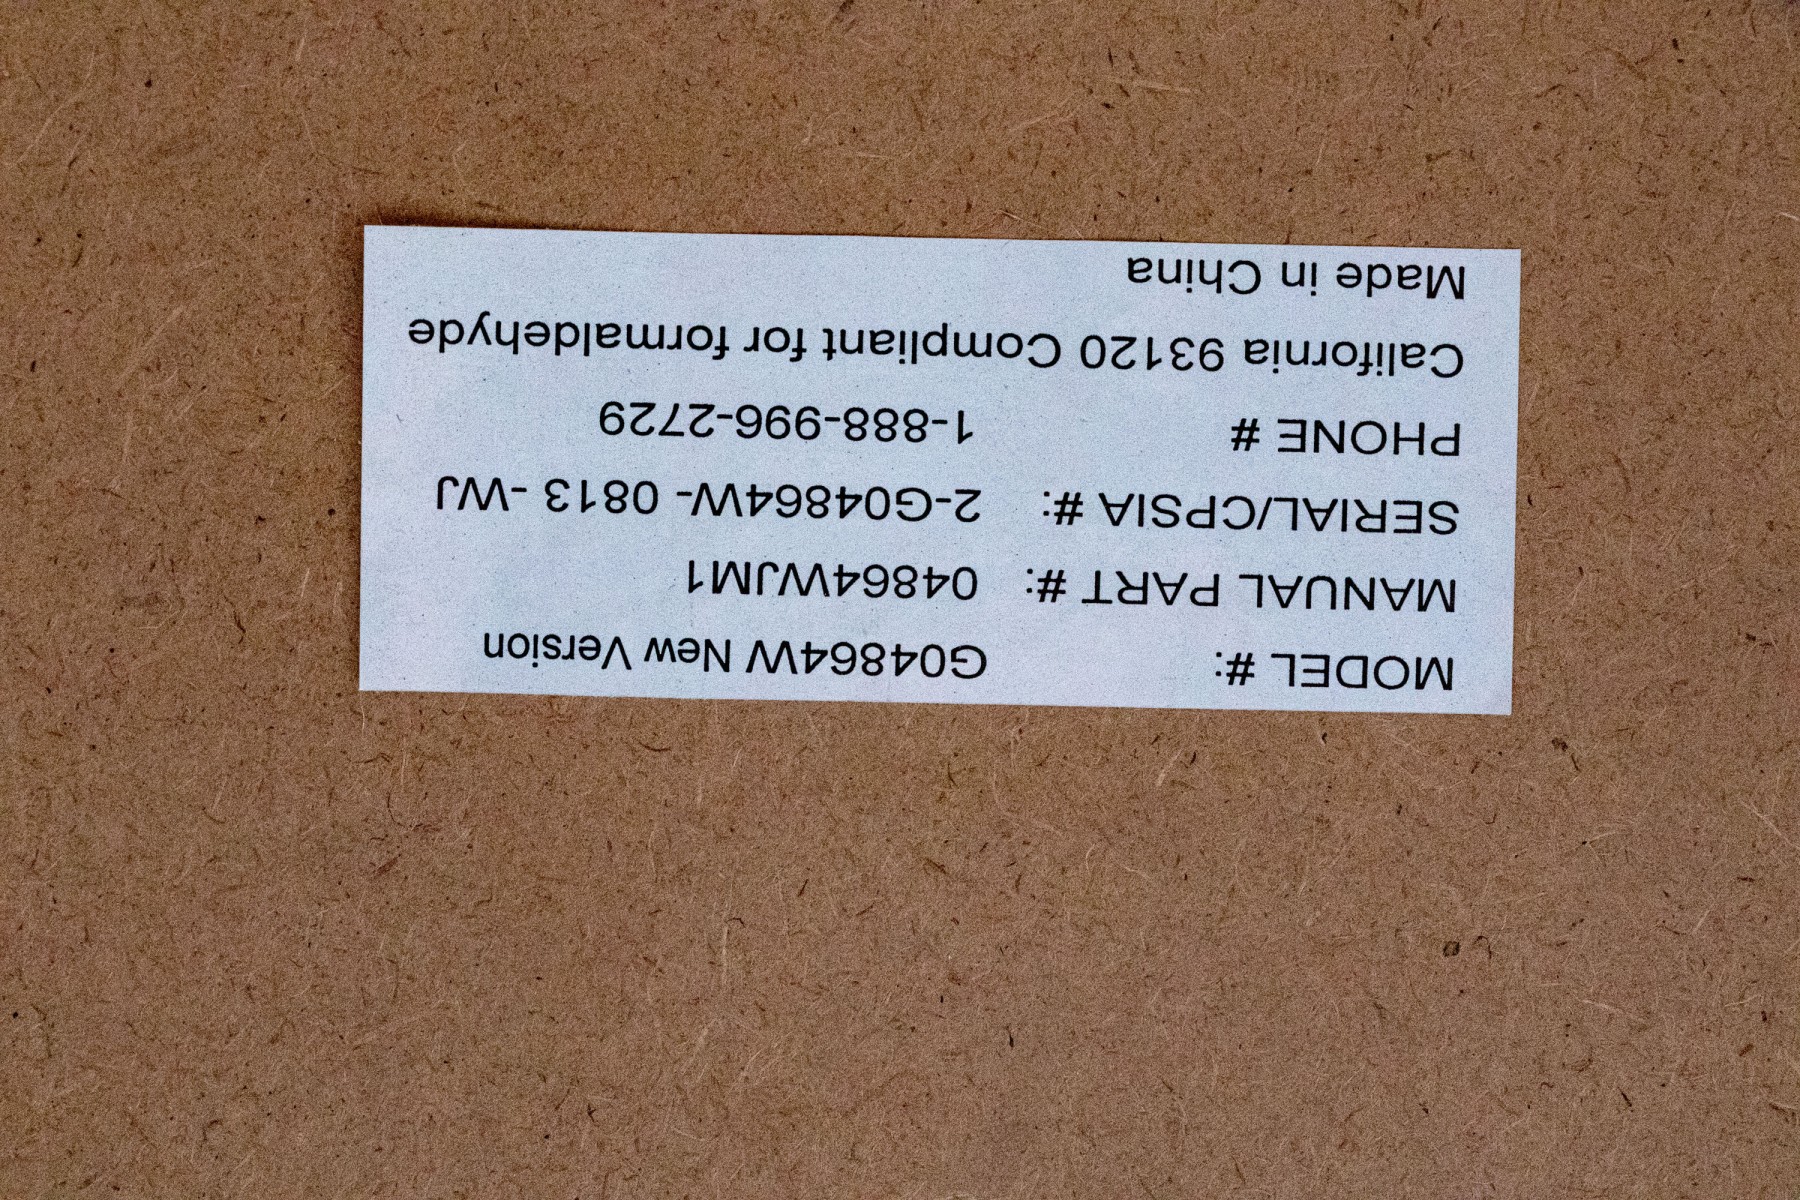 MODEL #: G04864W New Version
MANUAL PART #: 04864WJM1
SERIAL/CPSIA #: 2-G04864W- 0813 -WJ
PHONE # 1-888-996-2729
California 93120 Compliant for formaldehyde
Made in China